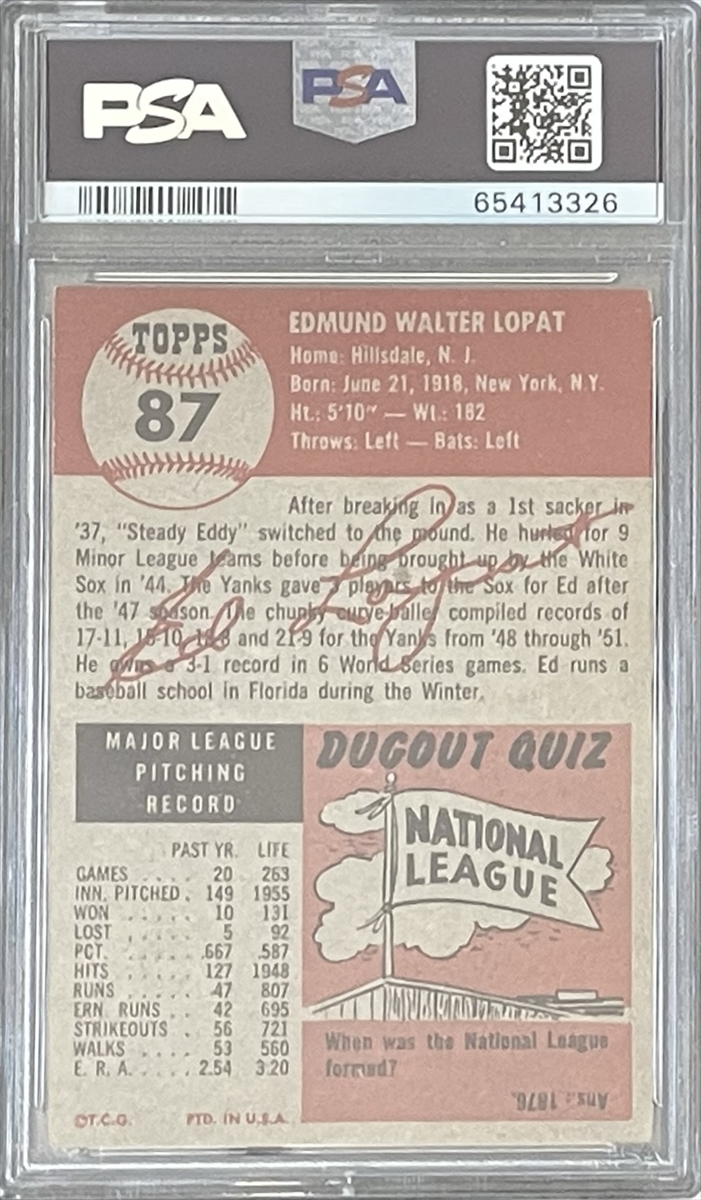 PSA
PSA
65413326
TOPPS
87
EDMUND WALTER LOPAT
Home: Hillsdale, N. J.
Born: June 21, 1918, New York, N.Y.
Ht.: 5'10" — Wt.: 182
Throws: Left — Bats: Left
After breaking in as a 1st sacker in
'37, "Steady Eddy" switched to the mound. He hurled for 9
Minor League teams before being brought up by the White
Sox in '44. The Yanks gave 3 players to the Sox for Ed after
the '47 season. The chunky curve-baller compiled records of
17-11, 15-10, 18-8 and 21-9 for the Yanks from '48 through '51.
He owns a 3-1 record in 6 World Series games. Ed runs a
baseball school in Florida during the Winter.
Ed Lopat
MAJOR LEAGUE
PITCHING
RECORD
PAST YR. LIFE
GAMES . . . . 20 263
INN. PITCHED . 149 1955
WON . . . . . 10 131
LOST . . . . . 5 92
PCT. . . . . . .667 .587
HITS . . . . . 127 1948
RUNS . . . . . 47 807
ERN. RUNS . . 42 695
STRIKEOUTS . 56 721
WALKS . . . . 53 560
E. R. A. . . . . 2.54 3.20
©T.C.G. PTD. IN U.S.A.
DUGOUT QUIZ
NATIONAL
LEAGUE
When was the National League
formed?
Ans.: 1876.